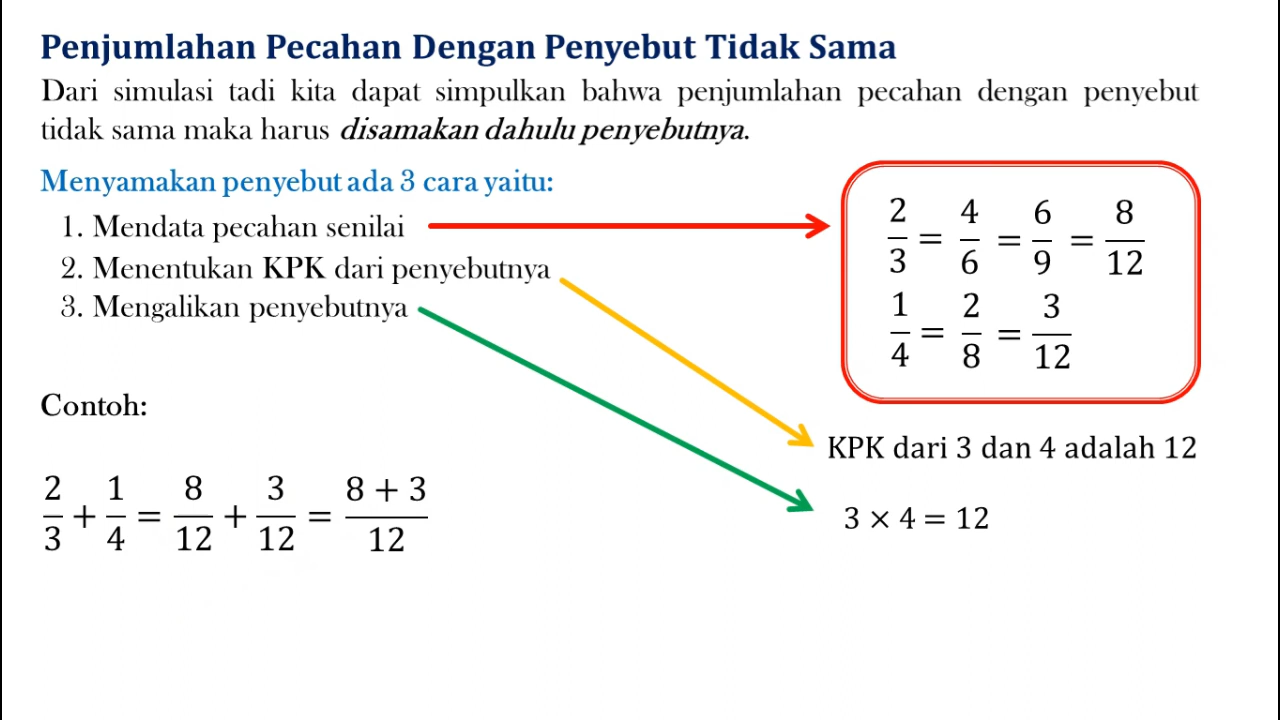 Penjumlahan Pecahan Dengan Penyebut Tidak Sama
Dari simulasi tadi kita dapat simpulkan bahwa penjumlahan pecahan dengan penyebut
tidak sama maka harus disamakan dahulu penyebutnya.
Menyamakan penyebut ada 3 cara yaitu:
1. Mendata pecahan senilai
2. Menentukan KPK dari penyebutnya
3. Mengalikan penyebutnya
2/3 = 4/6 = 6/9 = 8/12
1/4 = 2/8 = 3/12
KPK dari 3 dan 4 adalah 12
3 × 4 = 12
Contoh:
2/3 + 1/4 = 8/12 + 3/12 = (8 + 3)/12